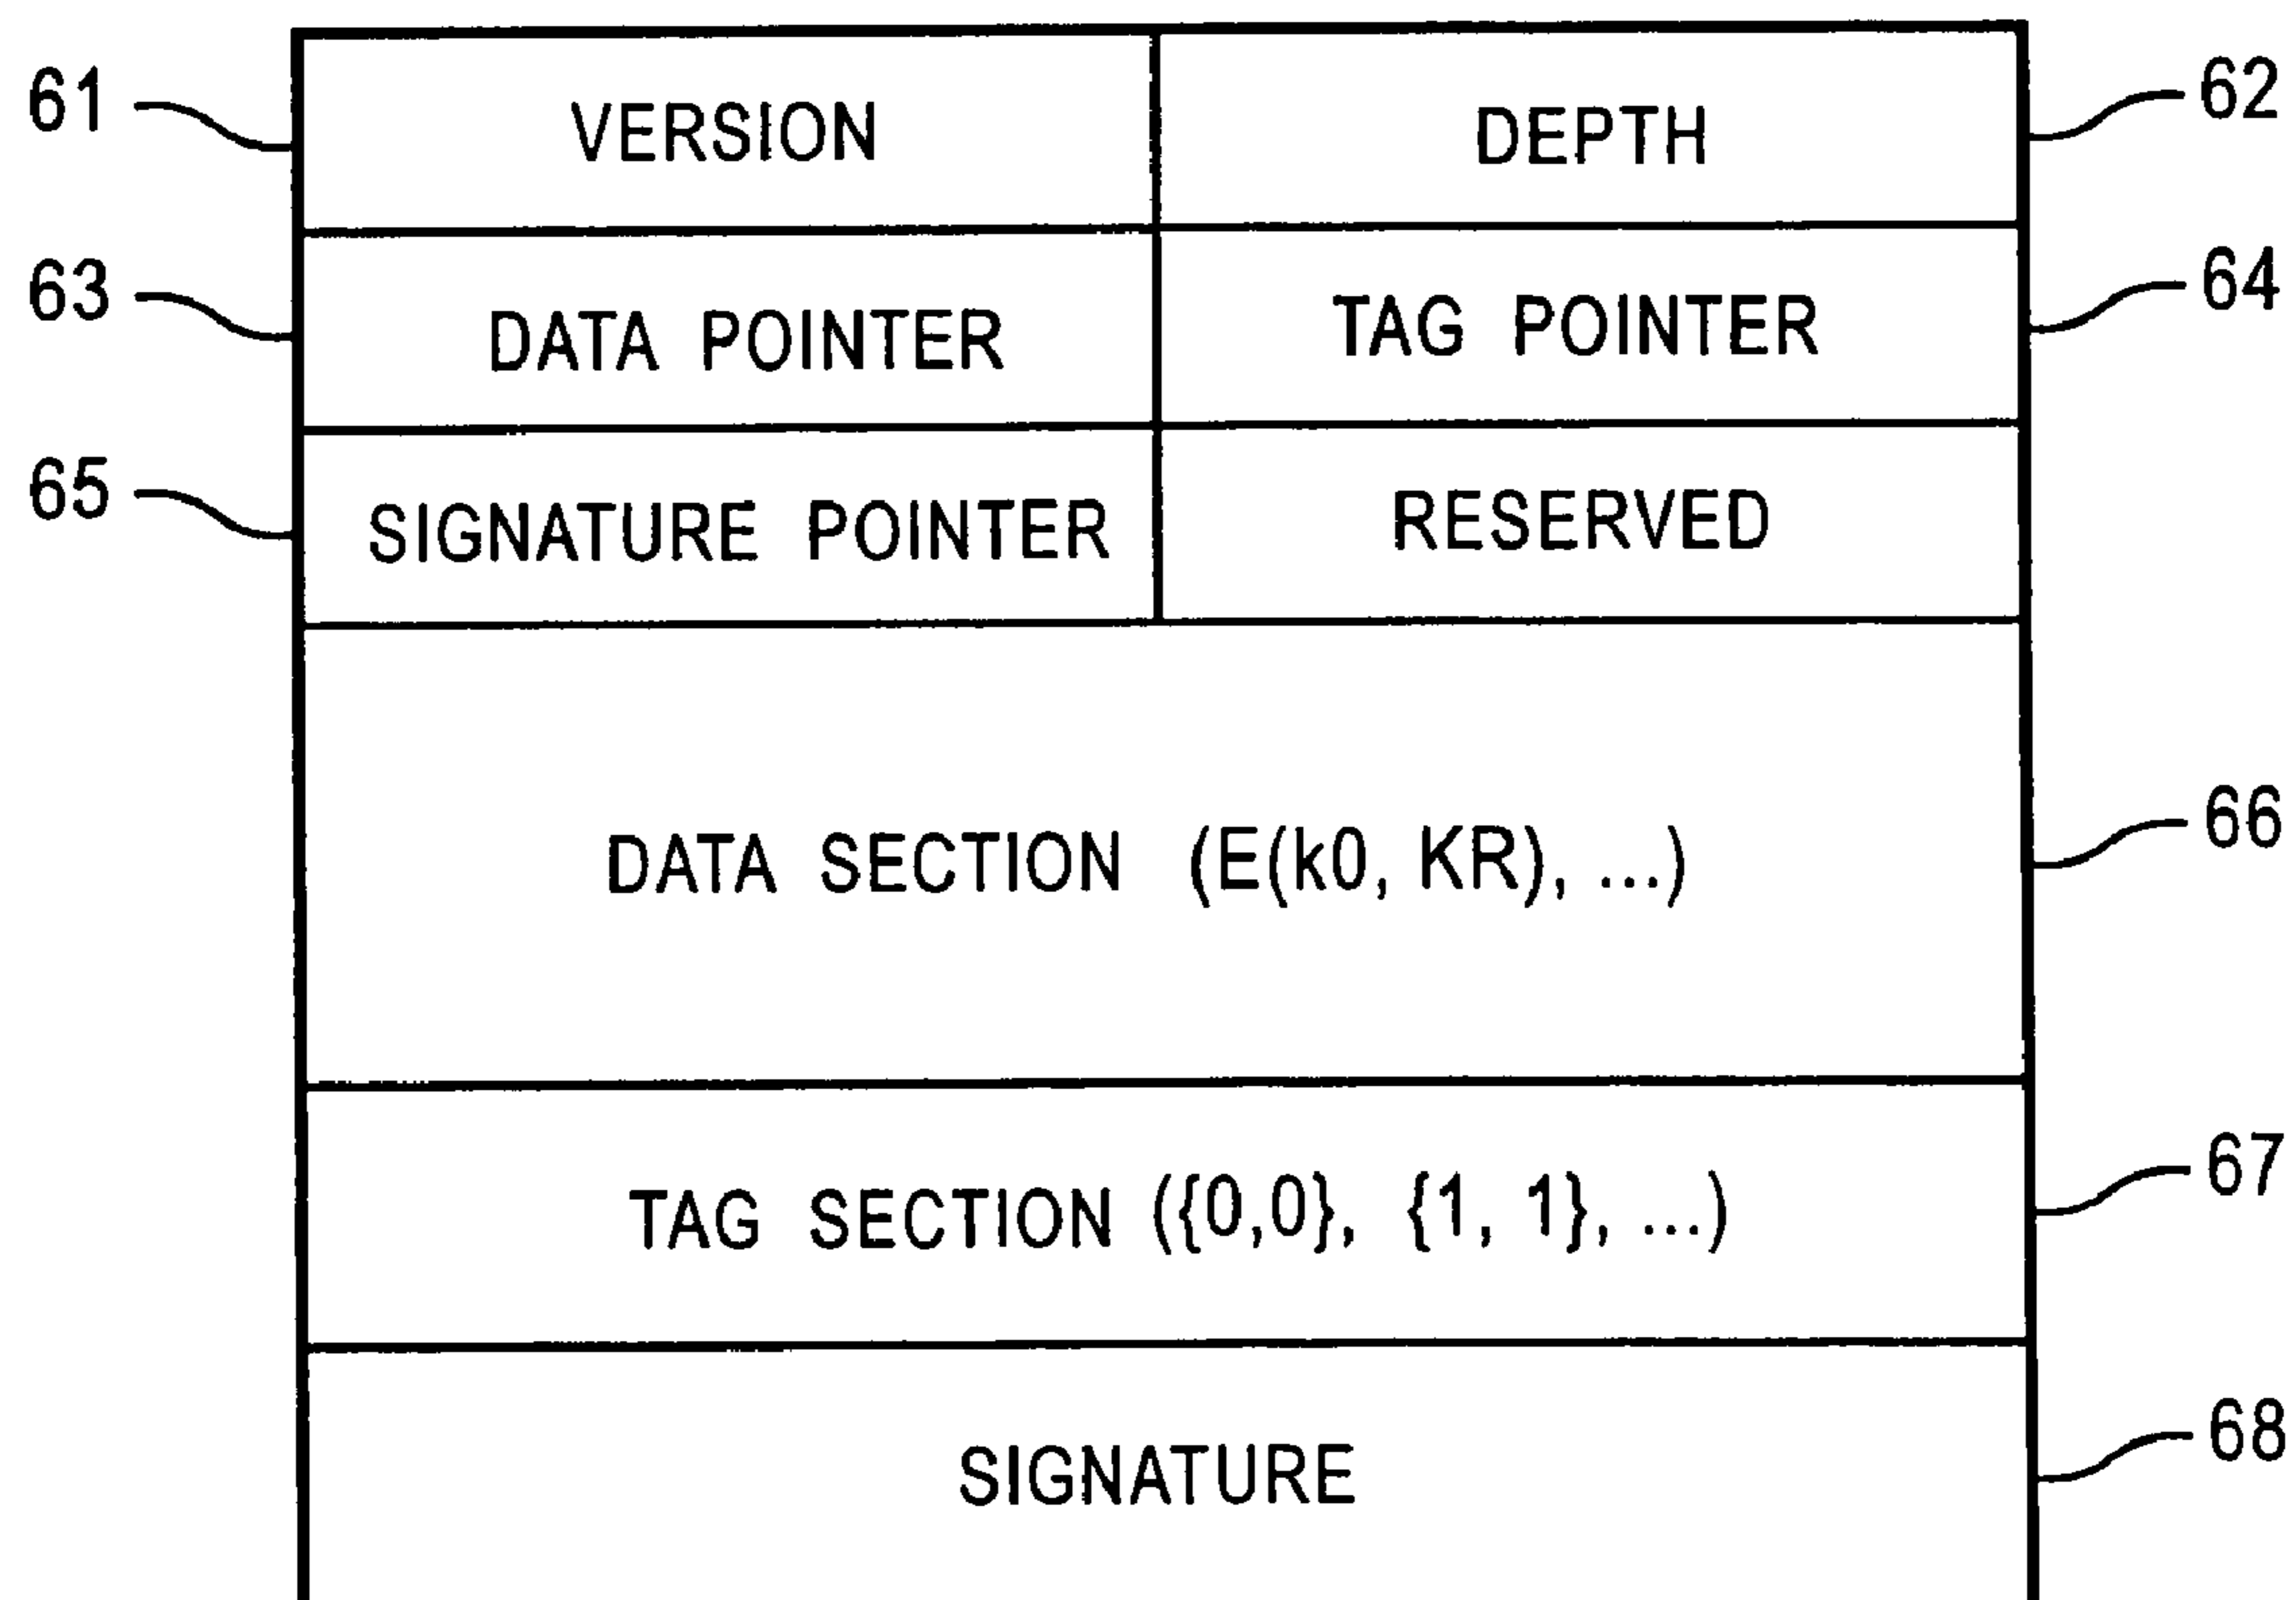 61 VERSION DEPTH 62
63 DATA POINTER TAG POINTER 64
65 SIGNATURE POINTER RESERVED
DATA SECTION (E(k0, KR), ...) 66
TAG SECTION ({0,0}, {1, 1}, ...) 67
SIGNATURE 68